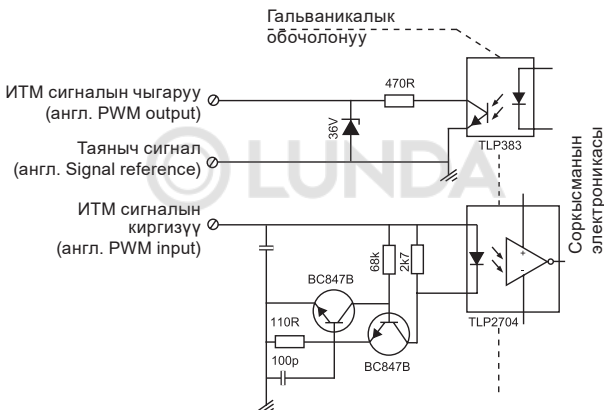 Гальваникалык
обочолонуу
470R
ИТМ сигналын чыгаруу
(англ. PWM output)
36V
TLP383
Таяныч сигнал
(англ. Signal reference)
LUNDA
Соркысманын
электроникасы
ИТМ сигналын
киргизүү
(англ. PWM input)
68k
2k7
+
-
BC847B
TLP2704
110R
100p
BC847B